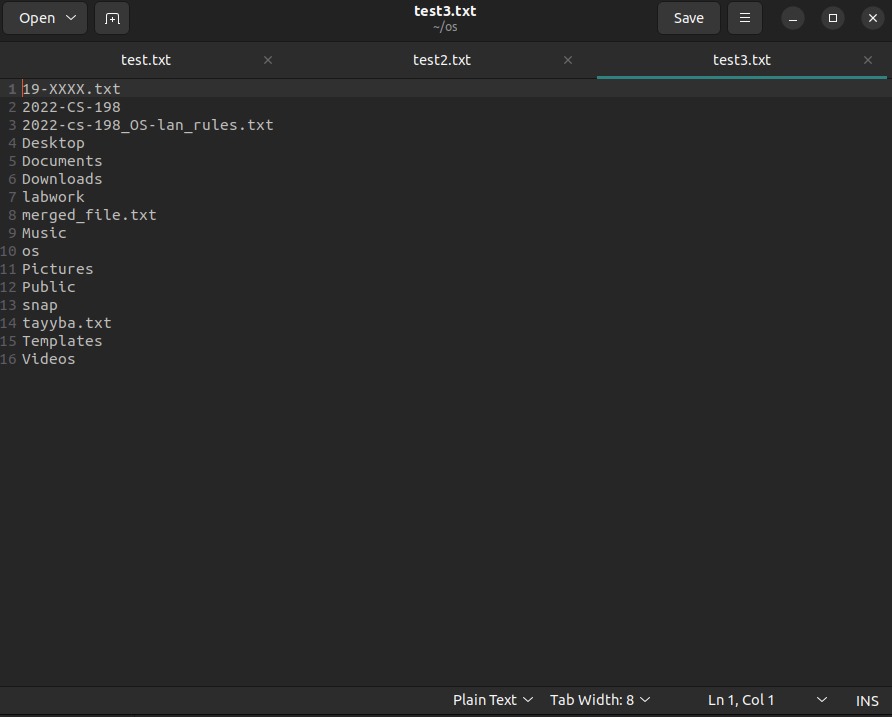 Open
test3.txt
~/os
Save
test.txt
test2.txt
test3.txt
1 19-XXXX.txt
2 2022-CS-198
3 2022-cs-198_OS-lan_rules.txt
4 Desktop
5 Documents
6 Downloads
7 labwork
8 merged_file.txt
9 Music
10 os
11 Pictures
12 Public
13 snap
14 tayyba.txt
15 Templates
16 Videos
Plain Text Tab Width: 8 Ln 1, Col 1 INS